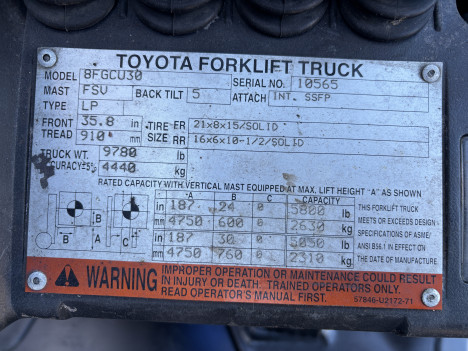 TOYOTA FORKLIFT TRUCK
MODEL 8FGCU30 SERIAL NO. 10565
MAST FSV BACK TILT 5 ATTACH INT. SSFP
TYPE LP
FRONT TREAD 35.8 in TIRE SIZE FR 21x8x15/SOLID
910 mm RR 16x6x10-1/2/SOLID
TRUCK WT. 9780 lb
ACCURACY±5% 4440 kg
RATED CAPACITY WITH VERTICAL MAST EQUIPPED AT MAX. LIFT HEIGHT "A" AS SHOWN
A B C CAPACITY
in 187 24 0 5800 lb THIS FORKLIFT TRUCK
mm 4750 600 0 2630 kg MEETS OR EXCEEDS DESIGN
in 187 30 0 5050 lb SPECIFICATIONS OF ASME/
mm 4750 760 0 2310 kg ANSI B56.1 IN EFFECT ON
THE DATE OF MANUFACTURE
A
B
B
C
WARNING IMPROPER OPERATION OR MAINTENANCE COULD RESULT
IN INJURY OR DEATH. TRAINED OPERATORS ONLY.
READ OPERATOR'S MANUAL FIRST.
57846-U2172-71